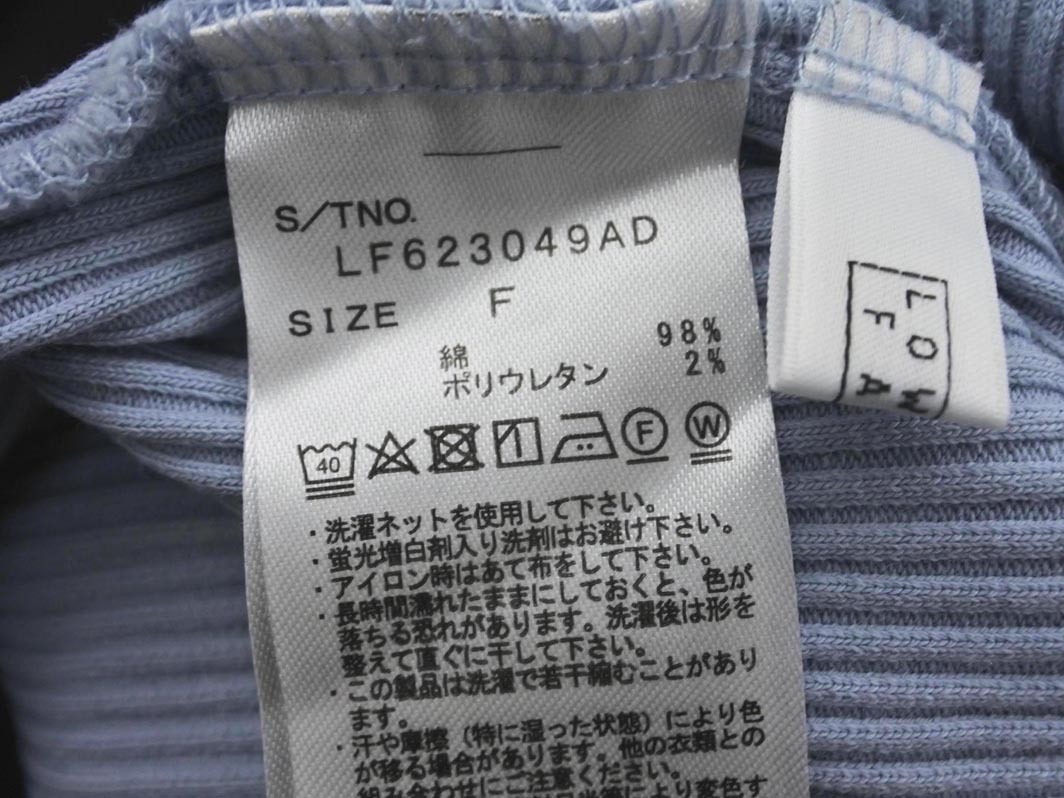 S/TNO.
LF623049AD
SIZE F
綿 98%
ポリウレタン 2%
40
F
W
・洗濯ネットを使用して下さい。
・蛍光増白剤入り洗剤はお避け下さい。
・アイロン時はあて布をして下さい。
・長時間濡れたままにしておくと、色が
落ちる恐れがあります。洗濯後は形を
整えて直ぐに干して下さい。
・この製品は洗濯で若干縮むことがあり
ます。
・汗や摩擦（特に湿った状態）により色
が移る場合があります。他の衣類との
組み合わせにご注意ください。
により変色す
LOW
FA